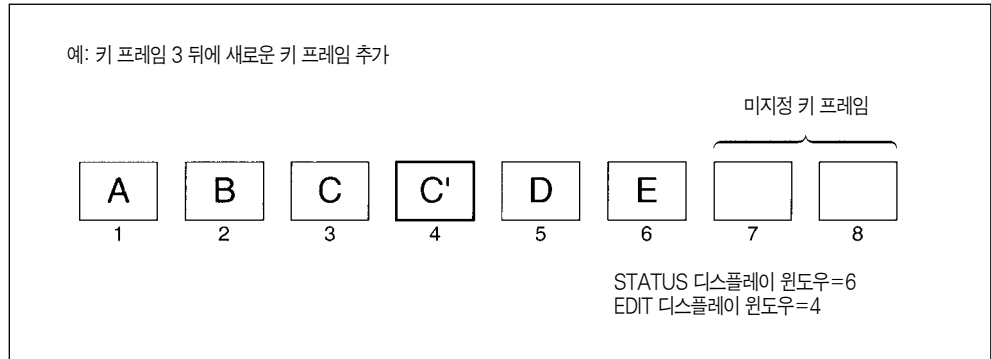 예: 키 프레임 3 뒤에 새로운 키 프레임 추가
미지정 키 프레임
A B C C' D E
1 2 3 4 5 6 7 8
STATUS 디스플레이 윈도우=6
EDIT 디스플레이 윈도우=4